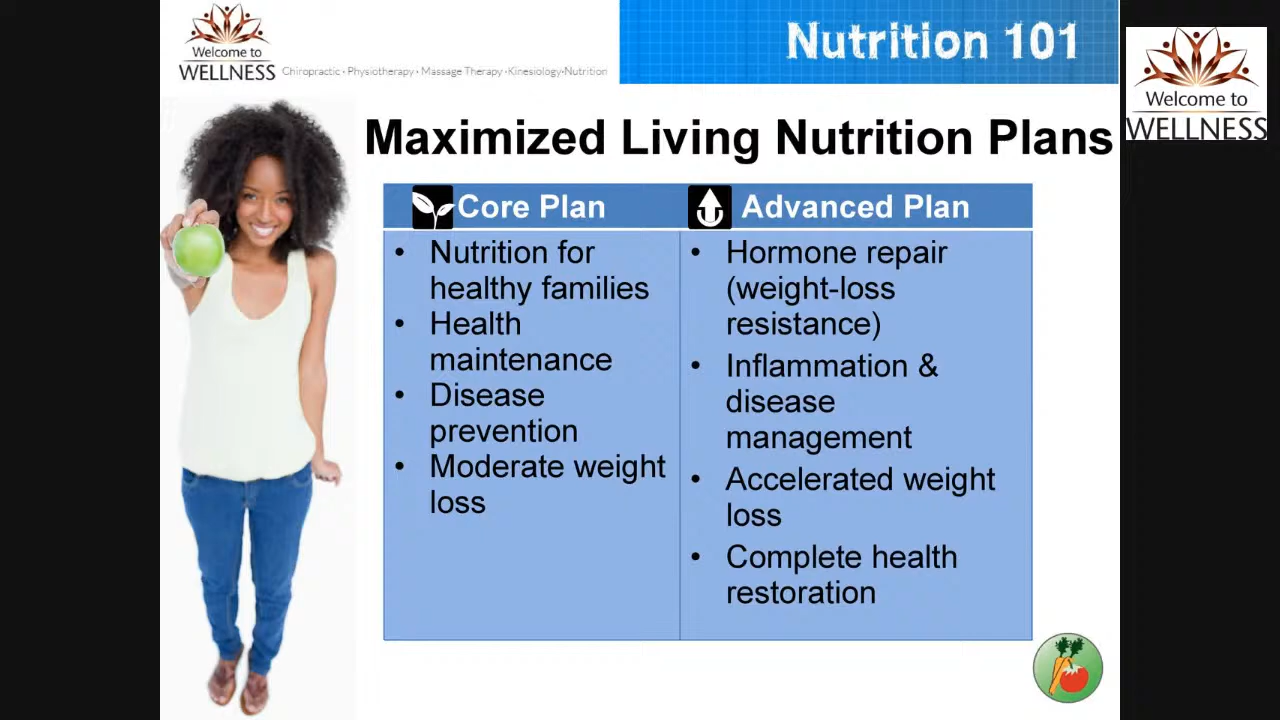 Welcome to
WELLNESS
Chiropractic • Physiotherapy • Massage Therapy •Kinesiology•Nutrition
Nutrition 101
Welcome to
WELLNESS
Maximized Living Nutrition Plans
Core Plan
• Nutrition for
healthy families
• Health
maintenance
• Disease
prevention
• Moderate weight
loss
Advanced Plan
• Hormone repair
(weight-loss
resistance)
• Inflammation &
disease
management
• Accelerated weight
loss
• Complete health
restoration